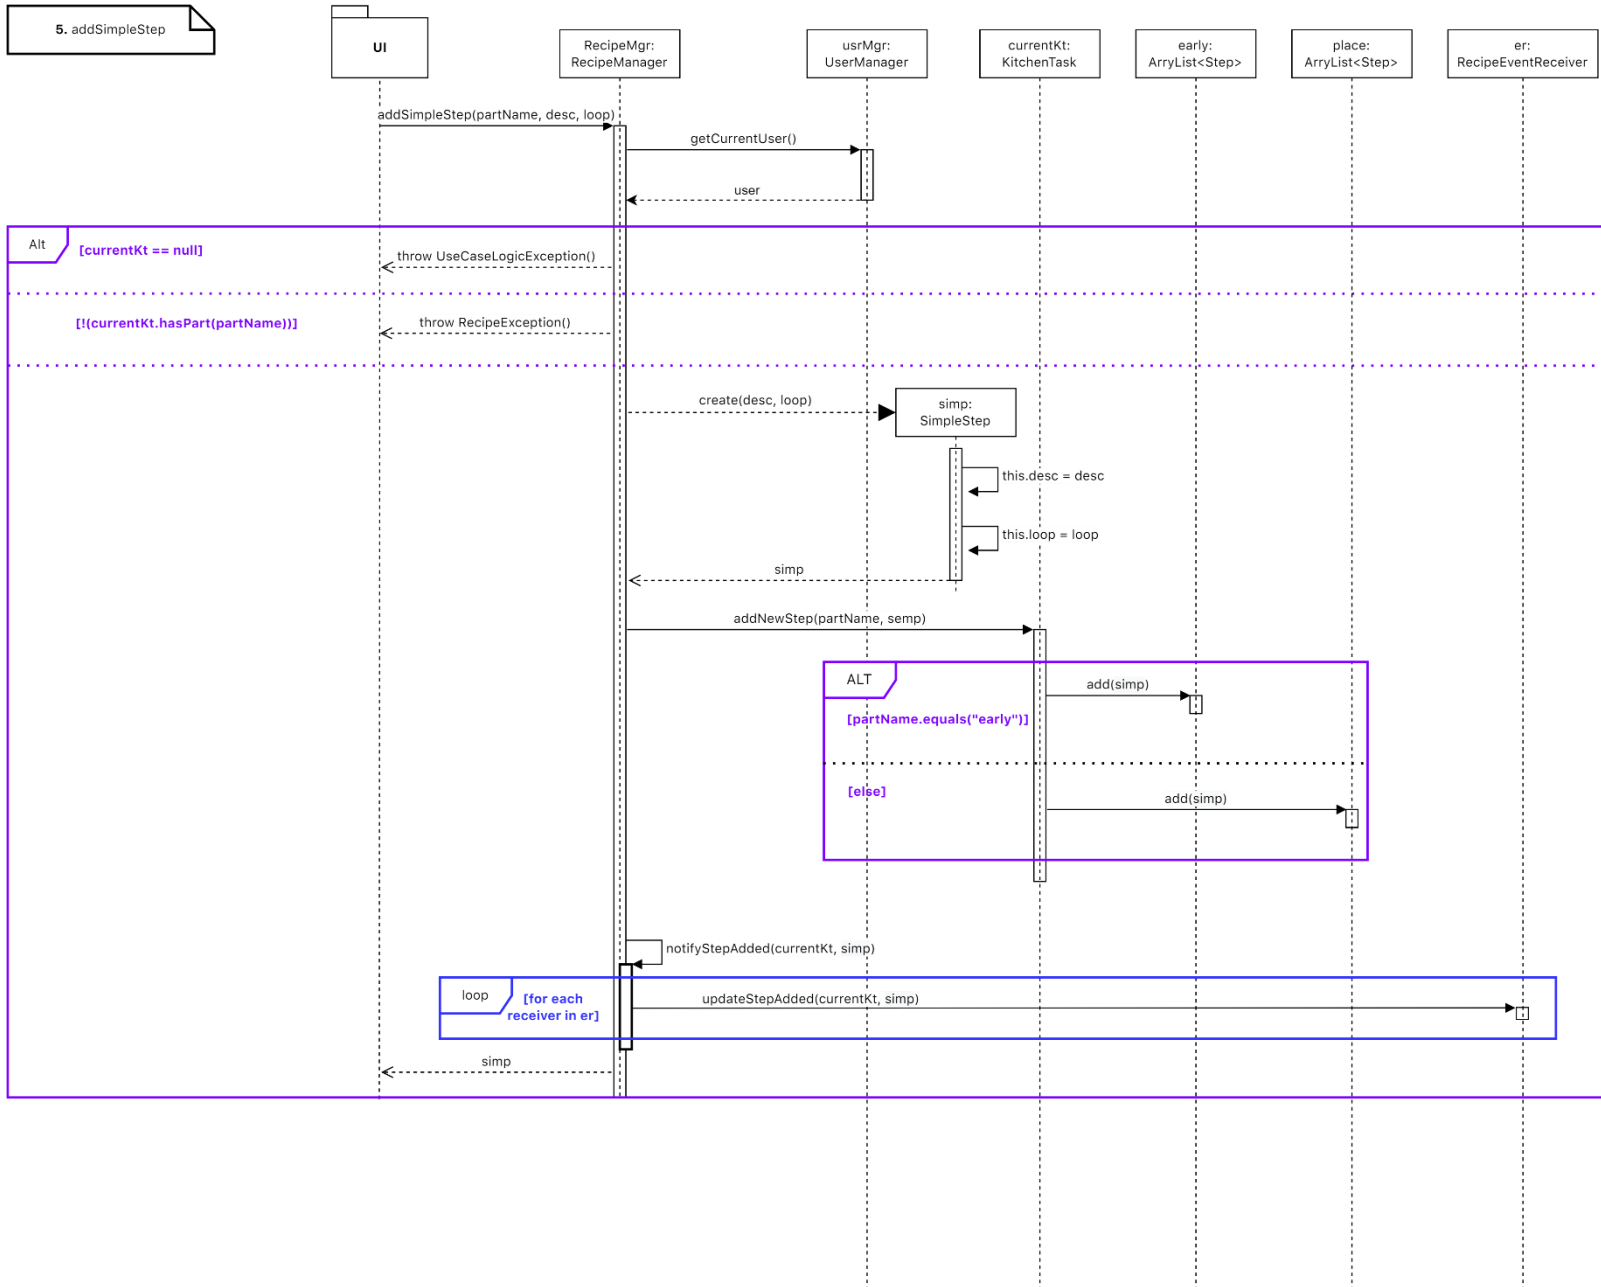 5. addSimpleStep
UI
RecipeMgr:
RecipeManager
usrMgr:
UserManager
currentKt:
KitchenTask
early:
ArryList<Step>
place:
ArryList<Step>
er:
RecipeEventReceiver
addSimpleStep(partName, desc, loop)
getCurrentUser()
user
Alt
[currentKt == null]
throw UseCaseLogicException()
[!(currentKt.hasPart(partName))]
throw RecipeException()
create(desc, loop)
simp:
SimpleStep
this.desc = desc
this.loop = loop
simp
addNewStep(partName, semp)
ALT
add(simp)
[partName.equals("early")]
[else]
add(simp)
notifyStepAdded(currentKt, simp)
loop
[for each
receiver in er]
updateStepAdded(currentKt, simp)
simp